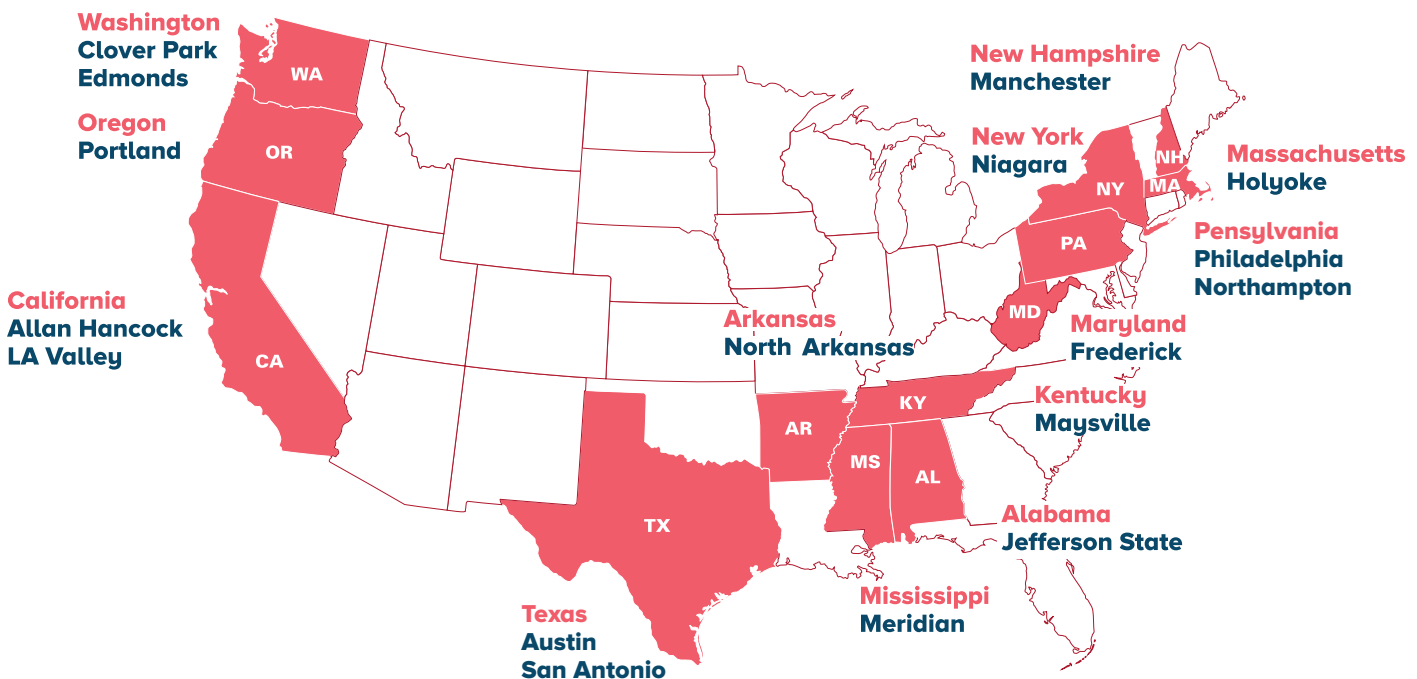 Washington
Clover Park
Edmonds
Oregon
Portland
California
Allan Hancock
LA Valley
Texas
Austin
San Antonio
Arkansas
North Arkansas
Mississippi
Meridian
Alabama
Jefferson State
Kentucky
Maysville
Maryland
Frederick
Pensylvania
Philadelphia
Northampton
Massachusetts
Holyoke
New York
Niagara
New Hampshire
Manchester
WA
OR
CA
TX
AR
MS
AL
KY
MD
PA
NY
MA
NH